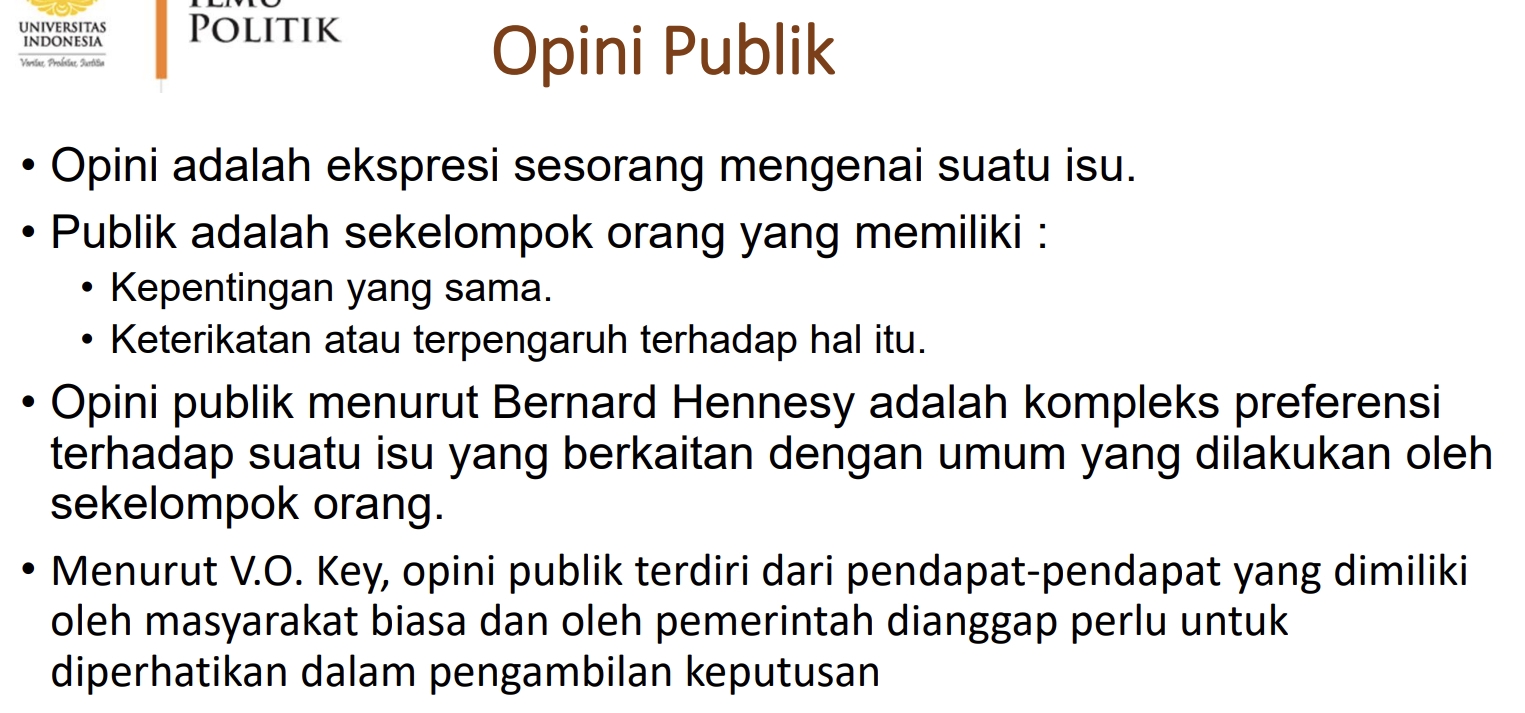 UNIVERSITAS
INDONESIA
Veritas, Probitas, Justitia
ILMU
POLITIK
Opini Publik
• Opini adalah ekspresi sesorang mengenai suatu isu.
• Publik adalah sekelompok orang yang memiliki :
• Kepentingan yang sama.
• Keterikatan atau terpengaruh terhadap hal itu.
• Opini publik menurut Bernard Hennesy adalah kompleks preferensi
terhadap suatu isu yang berkaitan dengan umum yang dilakukan oleh
sekelompok orang.
• Menurut V.O. Key, opini publik terdiri dari pendapat-pendapat yang dimiliki
oleh masyarakat biasa dan oleh pemerintah dianggap perlu untuk
diperhatikan dalam pengambilan keputusan